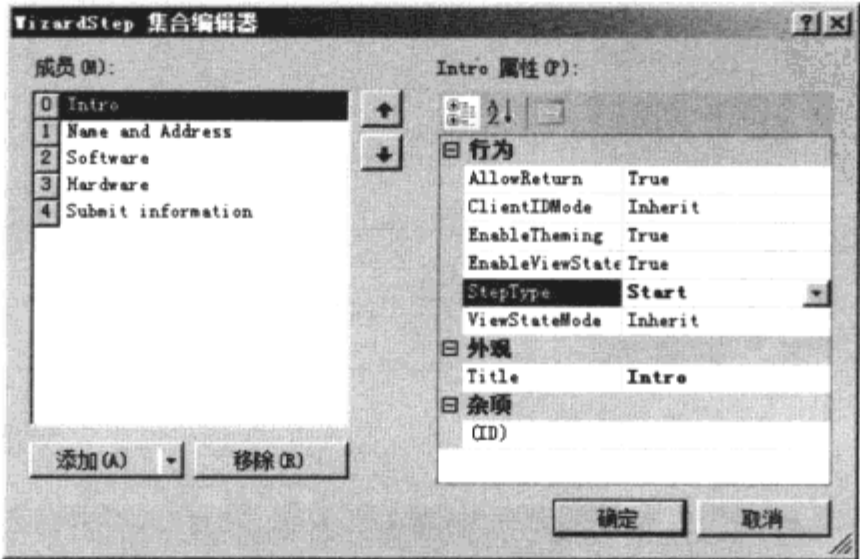 WizardStep 集合编辑器
成员(M):
0 Intro
1 Name and Address
2 Software
3 Hardware
4 Submit information
添加(A)
移除(R)
Intro 属性(P):
行为
AllowReturn True
ClientIDMode Inherit
EnableTheming True
EnableViewState True
StepType Start
ViewStateMode Inherit
外观
Title Intro
杂项
(ID)
确定
取消